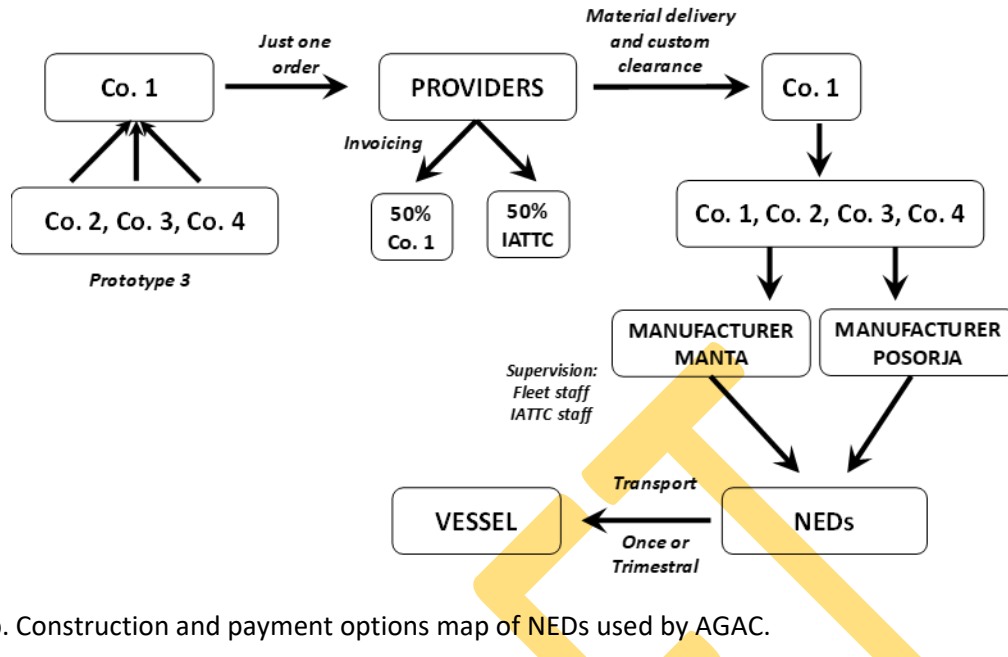 Just one
order
Material delivery
and custom
clearance
Co. 1
PROVIDERS
Co. 1
Invoicing
Co. 2, Co. 3, Co. 4
50%
Co. 1
50%
IATTC
Co. 1, Co. 2, Co. 3, Co. 4
Prototype 3
MANUFACTURER
MANTA
MANUFACTURER
POSORJA
Supervision:
Fleet staff
IATTC staff
Transport
VESSEL
NEDs
Once or
Trimestral
. Construction and payment options map of NEDs used by AGAC.